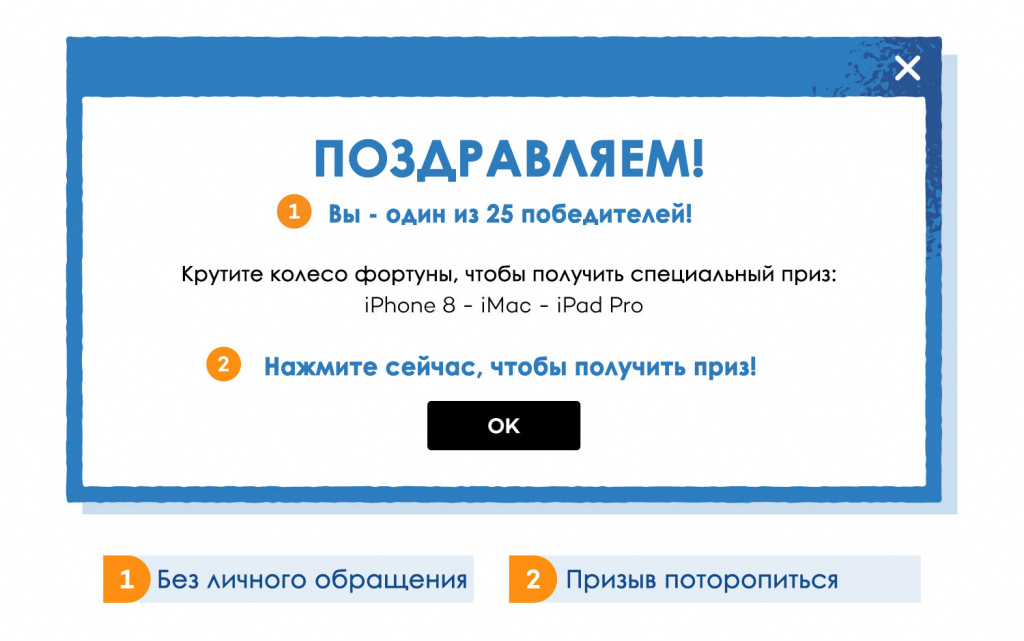 ПОЗДРАВЛЯЕМ!
1 Вы - один из 25 победителей!
Крутите колесо фортуны, чтобы получить специальный приз:
iPhone 8 - iMac - iPad Pro
2 Нажмите сейчас, чтобы получить приз!
OK
1 Без личного обращения
2 Призыв поторопиться